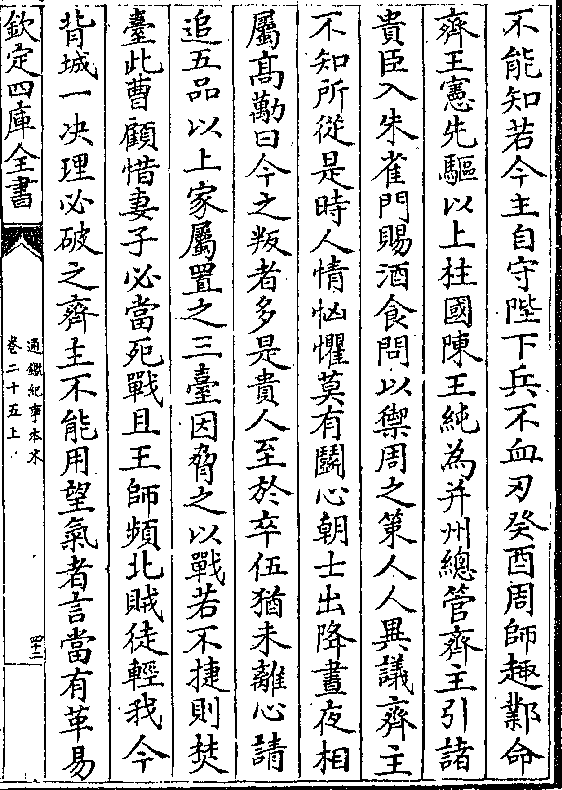 不能知若今主自守陛下兵不血刃癸酉周師趣鄴命
齊王憲先驅以上柱國陳王純為并州總管齊主引諸
貴臣入朱雀門賜酒食問以禦周之策人人異議齊主
不知所從是時人情恟懼莫有鬭心朝士出降晝夜相
屬髙勱曰今之叛者多是貴人至於卒伍猶未離心請
追五品以上家屬置之三臺因脅之以戰若不捷則焚
臺此曹顧惜妻子必當死戰且王師頻北賊徒輕我今
背城一决理必破之齊主不能用望氣者言當有革易
欽定四庫全書
通鑑紀事本末
卷二十五上
四十二